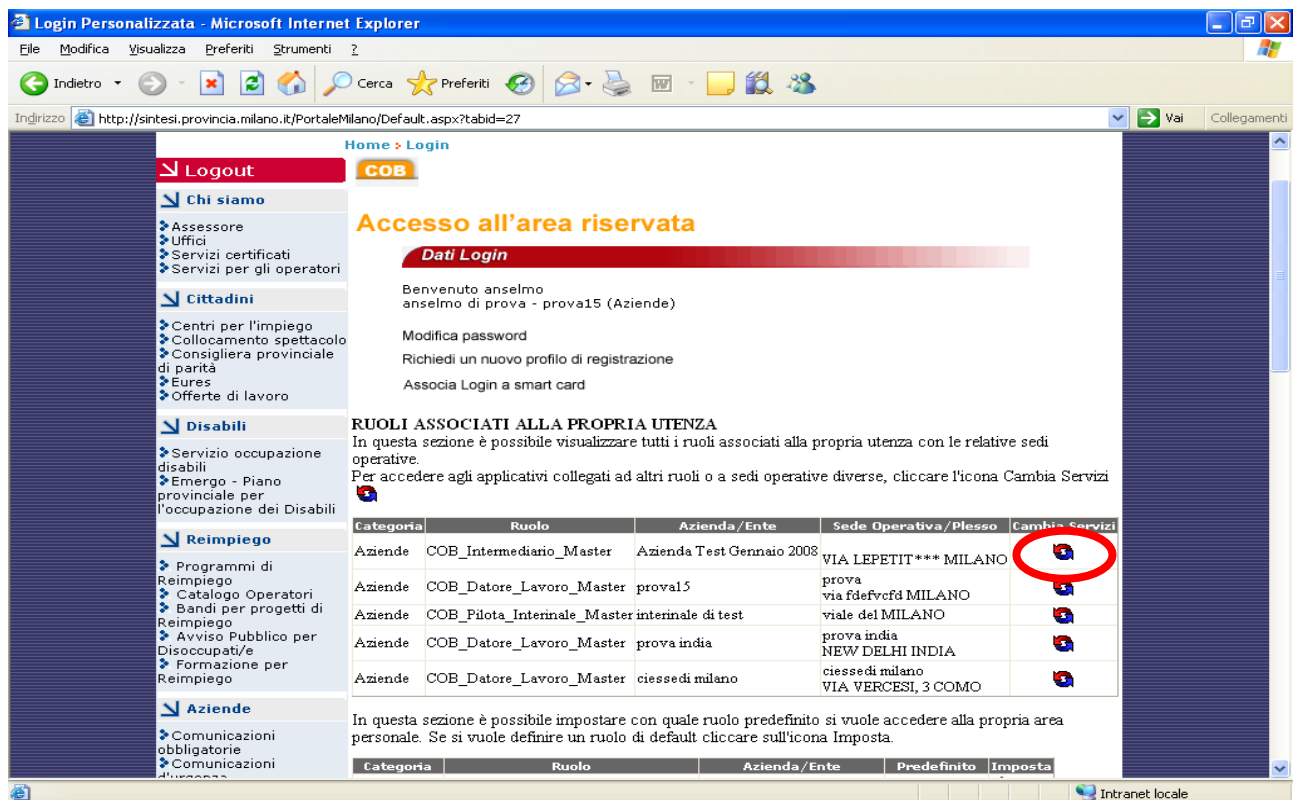 Login Personalizzata - Microsoft Internet Explorer
File Modifica Visualizza Preferiti Strumenti ?
Indietro Cerca Preferiti
Indirizzo http://sintesi.provincia.milano.it/PortaleMilano/Default.aspx?tabid=27 Vai Collegamenti
Home > Login
Logout
COB
Chi siamo
Assessore
Uffici
Servizi certificati
Servizi per gli operatori
Cittadini
Centri per l'impiego
Collocamento spettacolo
Consigliera provinciale
di parità
Eures
Offerte di lavoro
Disabili
Servizio occupazione
disabili
Emergo - Piano
provinciale per
l'occupazione dei Disabili
Reimpiego
Programmi di
Reimpiego
Catalogo Operatori
Bandi per progetti di
Reimpiego
Avviso Pubblico per
Disoccupati/e
Formazione per
Reimpiego
Aziende
Comunicazioni
obbligatorie
Comunicazioni
d'urgenza
Accesso all'area riservata
Dati Login
Benvenuto anselmo
anselmo di prova - prova15 (Aziende)
Modifica password
Richiedi un nuovo profilo di registrazione
Associa Login a smart card
RUOLI ASSOCIATI ALLA PROPRIA UTENZA
In questa sezione è possibile visualizzare tutti i ruoli associati alla propria utenza con le relative sedi
operative.
Per accedere agli applicativi collegati ad altri ruoli o a sedi operative diverse, cliccare l'icona Cambia Servizi
Categoria Ruolo Azienda/Ente Sede Operativa/Plesso Cambia Servizi
Aziende COB_Intermediario_Master Azienda Test Gennaio 2008 VIA LEPETIT*** MILANO
Aziende COB_Datore_Lavoro_Master prova15 prova
via fdefvcfd MILANO
Aziende COB_Pilota_Interinale_Master interinale di test viale del MILANO
Aziende COB_Datore_Lavoro_Master prova india prova india
NEW DELHI INDIA
Aziende COB_Datore_Lavoro_Master ciessedi milano ciessedi milano
VIA VERCESI, 3 COMO
In questa sezione è possibile impostare con quale ruolo predefinito si vuole accedere alla propria area
personale. Se si vuole definire un ruolo di default cliccare sull'icona Imposta.
Categoria Ruolo Azienda/Ente Predefinito Imposta
Intranet locale